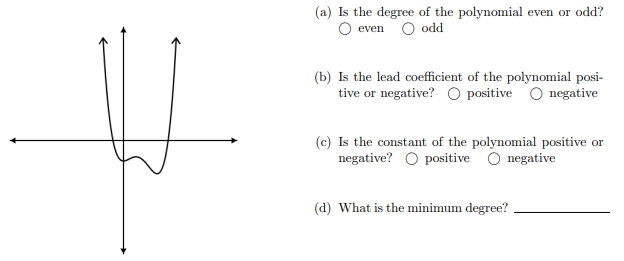 (a) Is the degree of the polynomial even or odd?
○ even ○ odd
(b) Is the lead coefficient of the polynomial posi-
tive or negative? ○ positive ○ negative
(c) Is the constant of the polynomial positive or
negative? ○ positive ○ negative
(d) What is the minimum degree? ____________